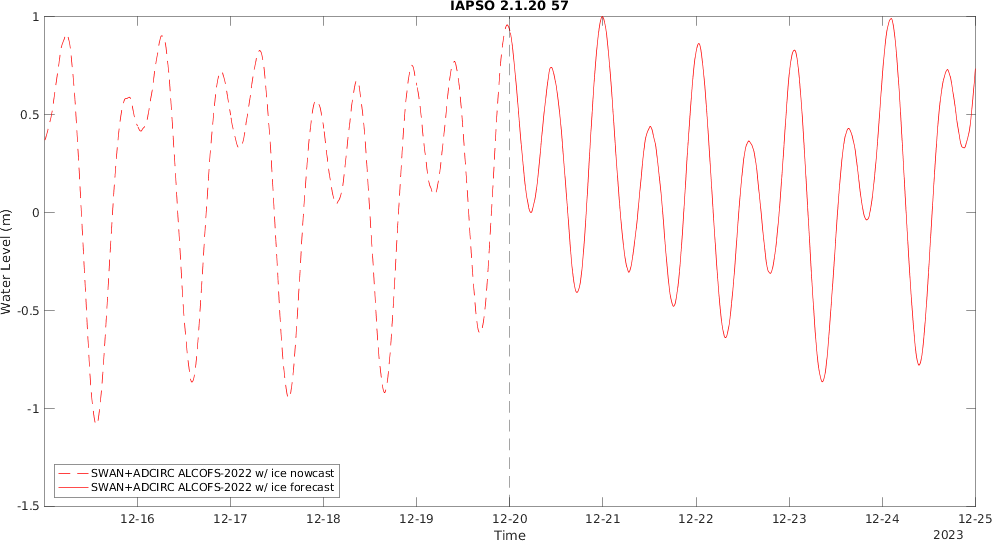 IAPSO 2.1.20 57
1
0.5
0
-0.5
-1
-1.5
Water Level (m)
SWAN+ADCIRC ALCOFS-2022 w/ ice nowcast
SWAN+ADCIRC ALCOFS-2022 w/ ice forecast
12-16 12-17 12-18 12-19 12-20 12-21 12-22 12-23 12-24 12-25
Time
2023